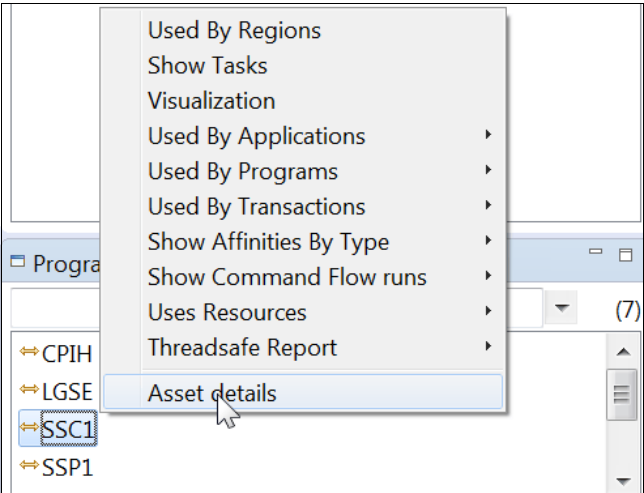 Used By Regions
Show Tasks
Visualization
Used By Applications
Used By Programs
Used By Transactions
Show Affinities By Type
Show Command Flow runs
Uses Resources
Threadsafe Report
Asset details
Progra
(7)
CPIH
LGSE
SSC1
SSP1